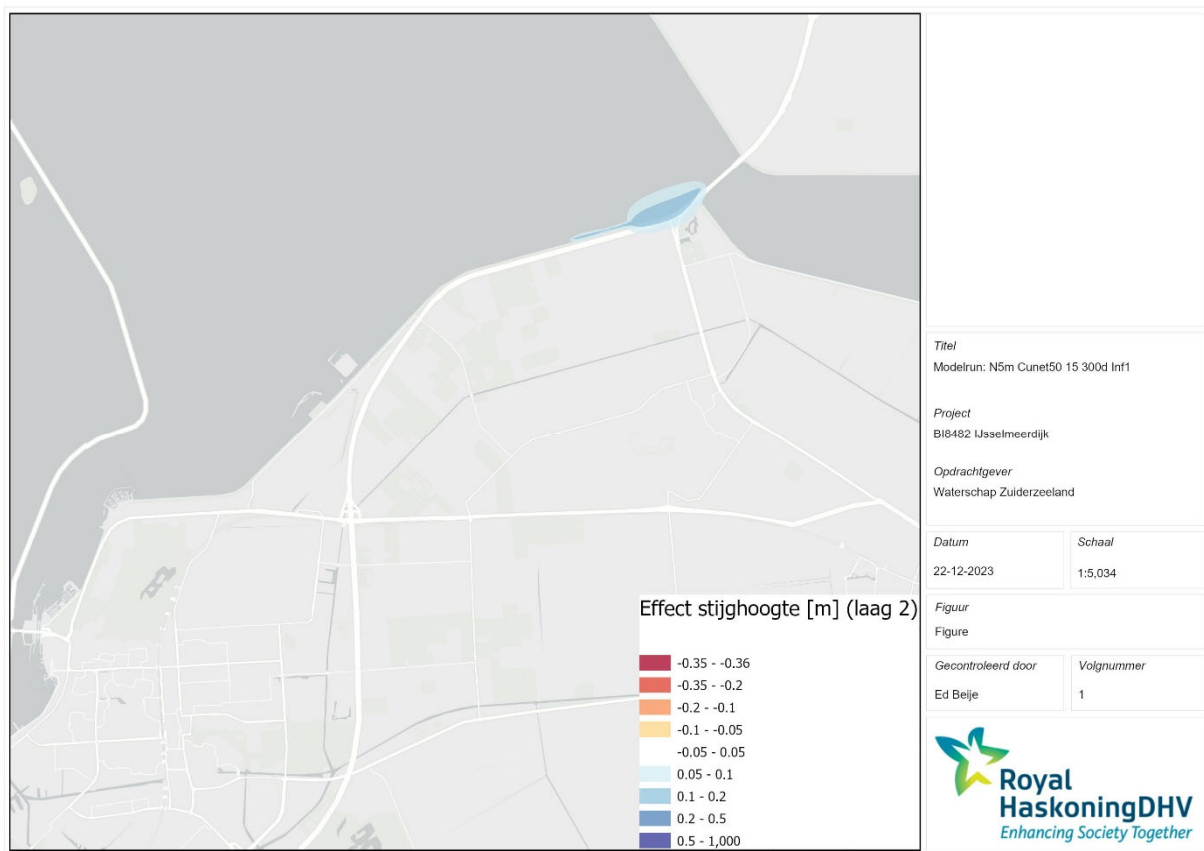 Titel
Modelrun: N5m Cunet50 15 300d Inf1
Project
BI8482 IJsselmeerdijk
Opdrachtgever
Waterschap Zuiderzeeland
Datum
22-12-2023
Schaal
1:5,034
Figuur
Figure
Gecontroleerd door
Ed Beije
Volgnummer
1
Effect stijghoogte [m] (laag 2)
-0.35 - -0.36
-0.35 - -0.2
-0.2 - -0.1
-0.1 - -0.05
-0.05 - 0.05
0.05 - 0.1
0.1 - 0.2
0.2 - 0.5
0.5 - 1,000
Royal
HaskoningDHV
Enhancing Society Together